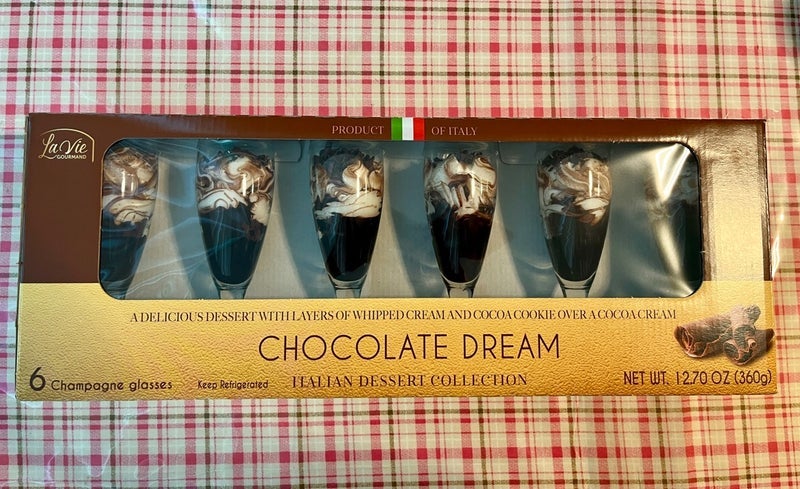 PRODUCT OF ITALY
La Vie
GOURMAND
A DELICIOUS DESSERT WITH LAYERS OF WHIPPED CREAM AND COCOA COOKIE OVER A COCOA CREAM
CHOCOLATE DREAM
6 Champagne glasses
Keep Refrigerated
ITALIAN DESSERT COLLECTION
NET WT. 12.70 OZ (360g)